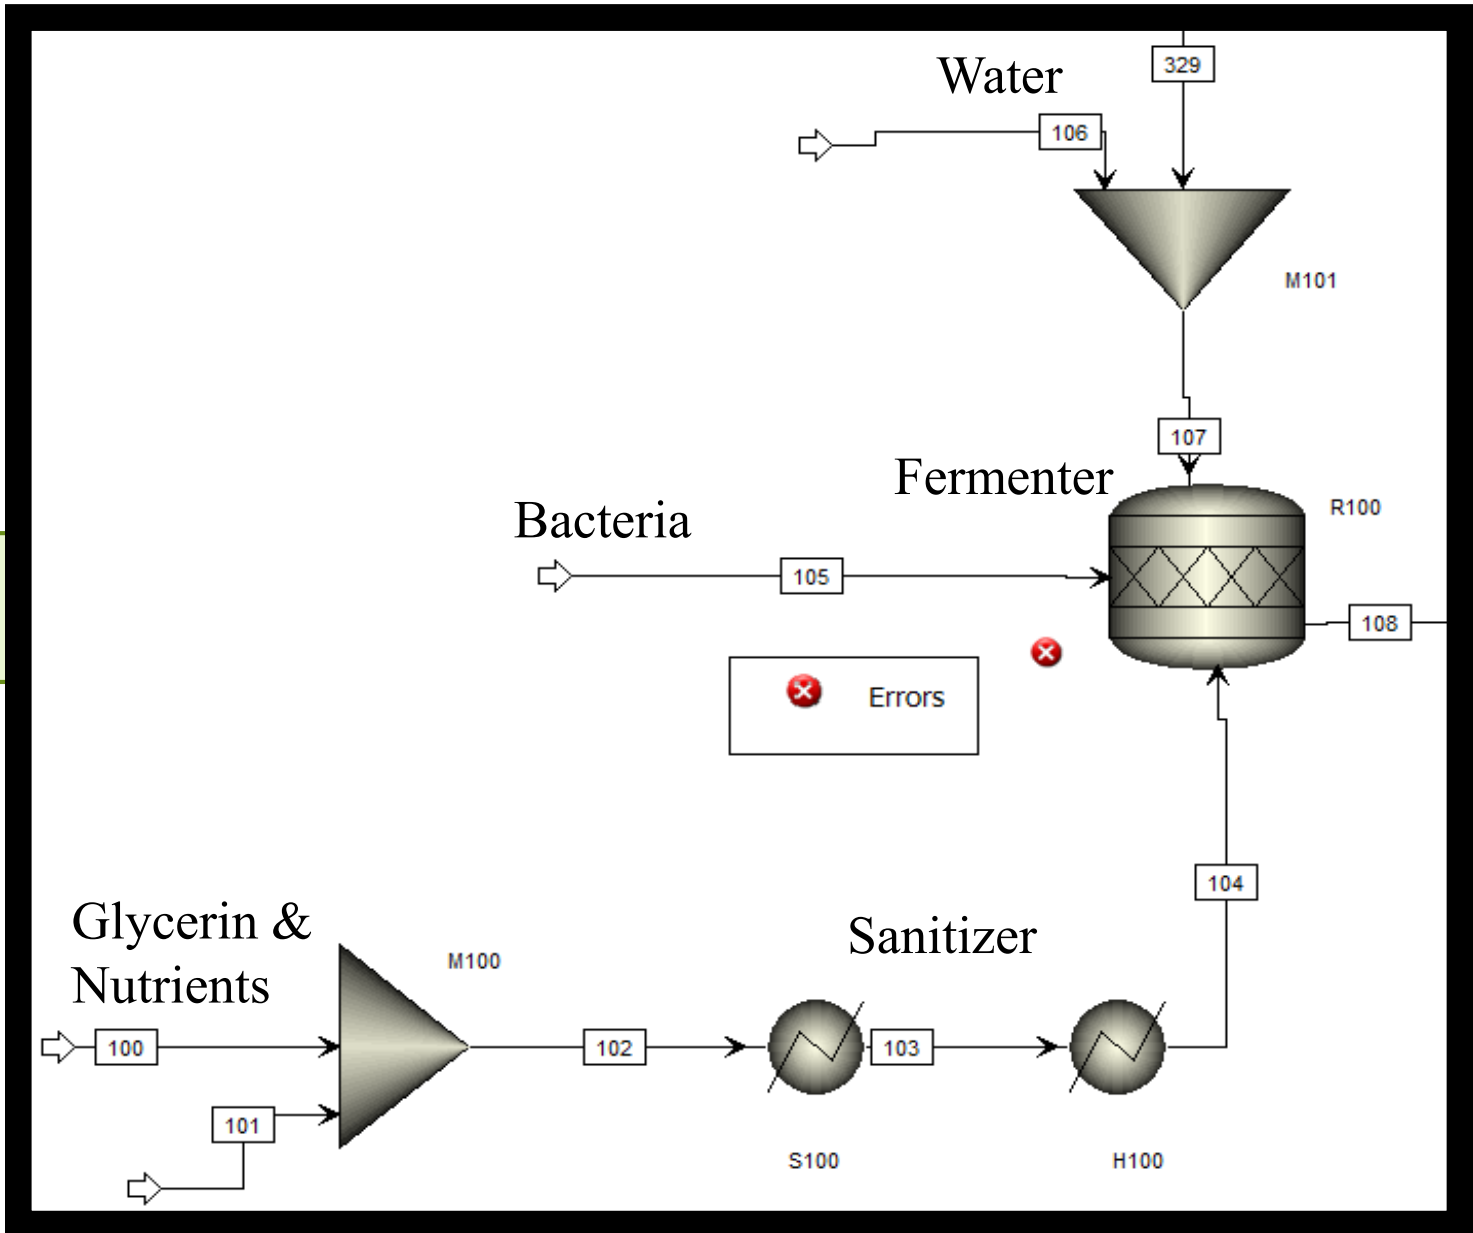 Water
329
106
M101
107
Fermenter
R100
Bacteria
105
108
Errors
104
Glycerin &
Nutrients
Sanitizer
M100
100
102
103
101
S100
H100